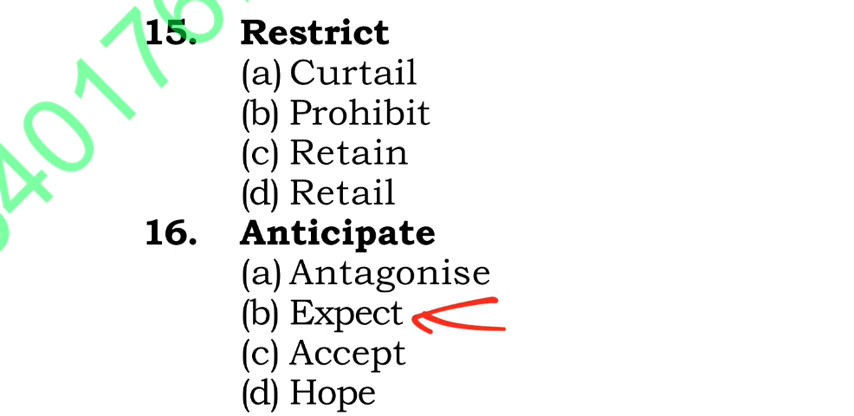 15. Restrict
(a) Curtail
(b) Prohibit
(c) Retain
(d) Retail
16. Anticipate
(a) Antagonise
(b) Expect
(c) Accept
(d) Hope